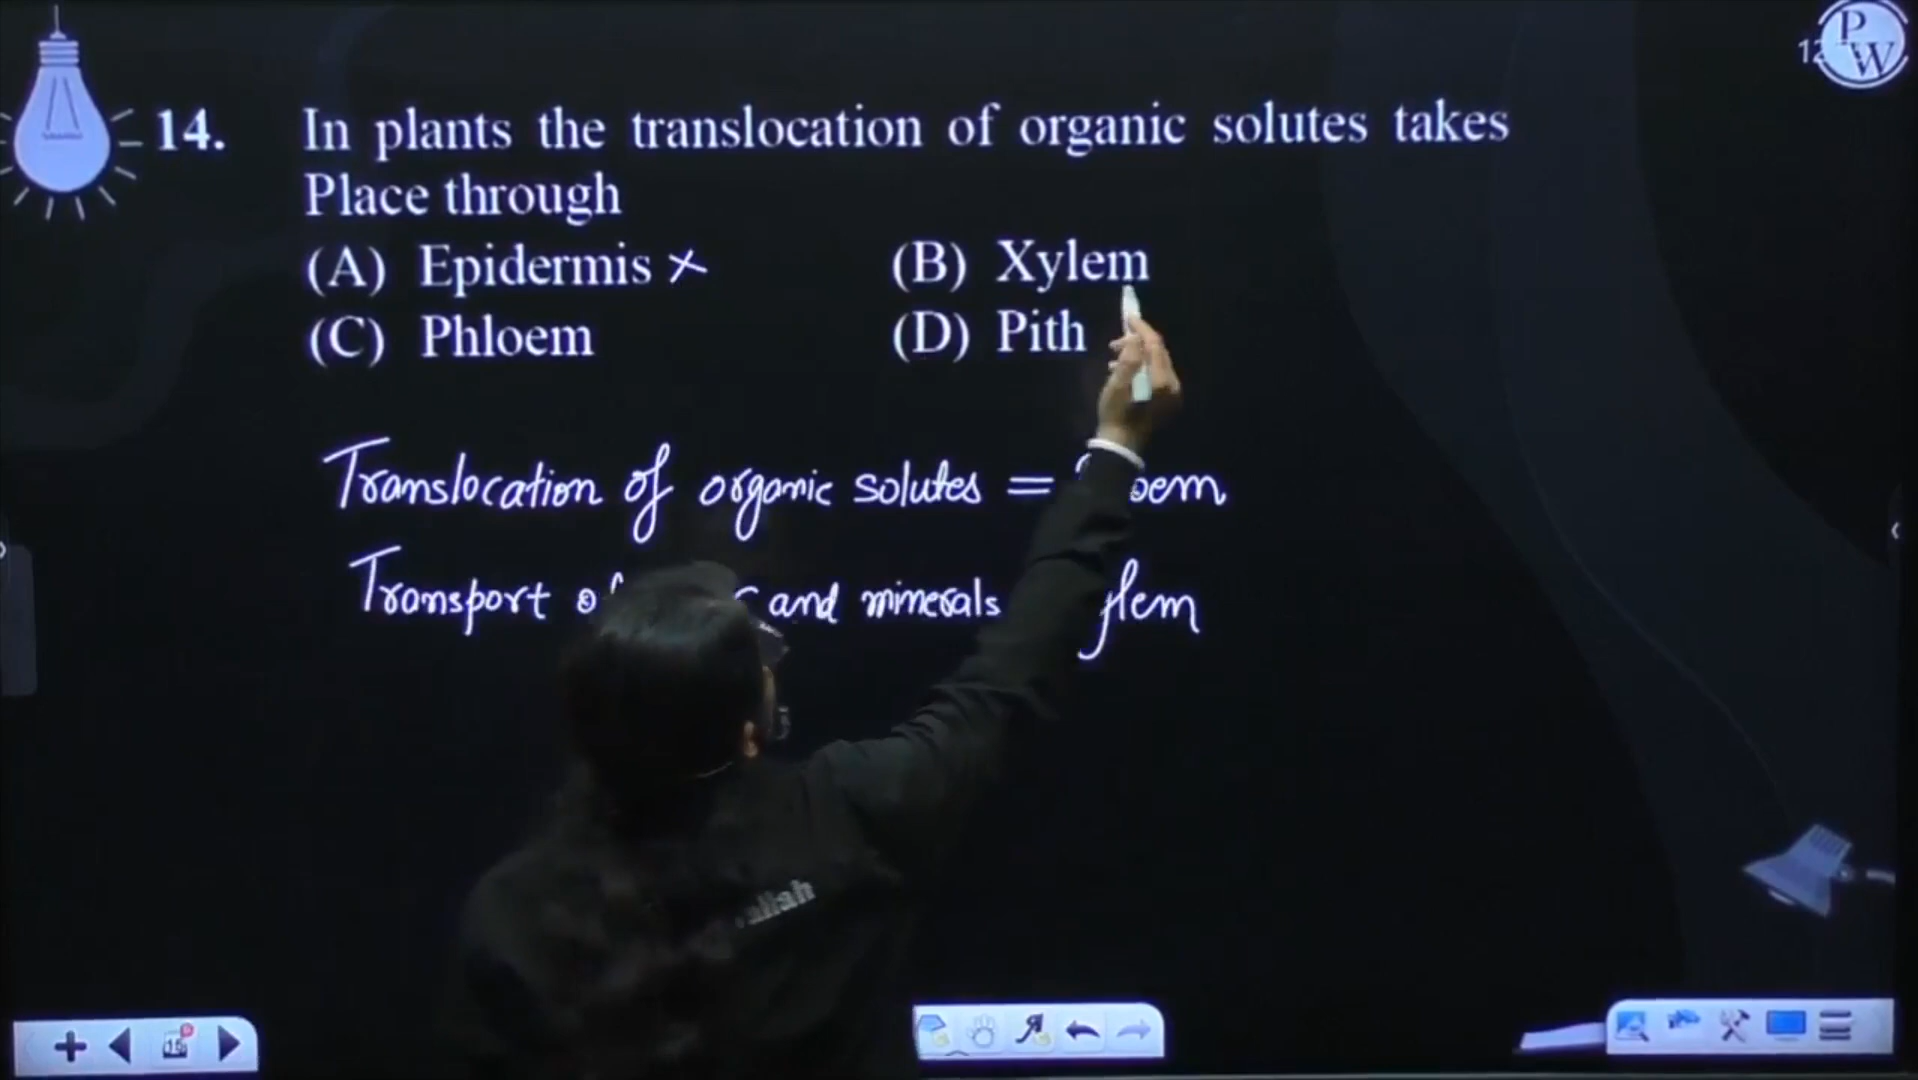 PW
14. In plants the translocation of organic solutes takes
Place through
(A) Epidermis × (B) Xylem
(C) Phloem (D) Pith
Translocation of organic solutes =
Transport and minerals